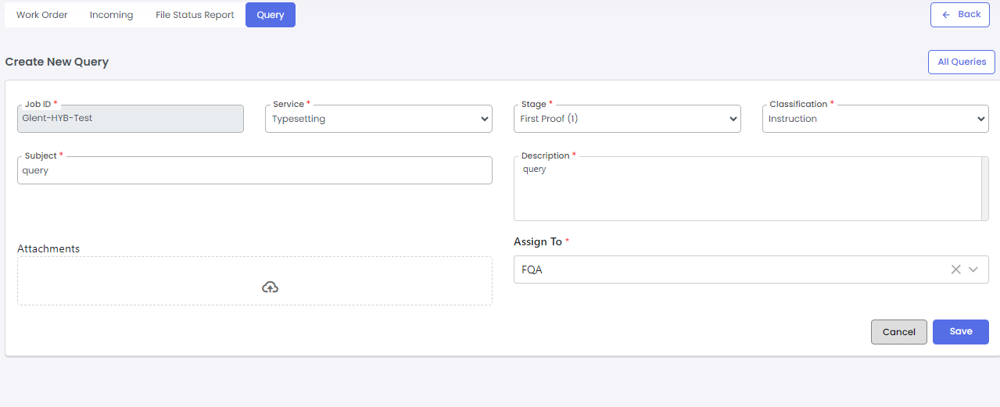 Work Order Incoming File Status Report Query Back
Create New Query All Queries
Job ID * Service * Stage * Classification *
Glent-HYB-Test Typesetting First Proof (1) Instruction
Subject * Description *
query query
Attachments Assign To *
FQA
Cancel Save